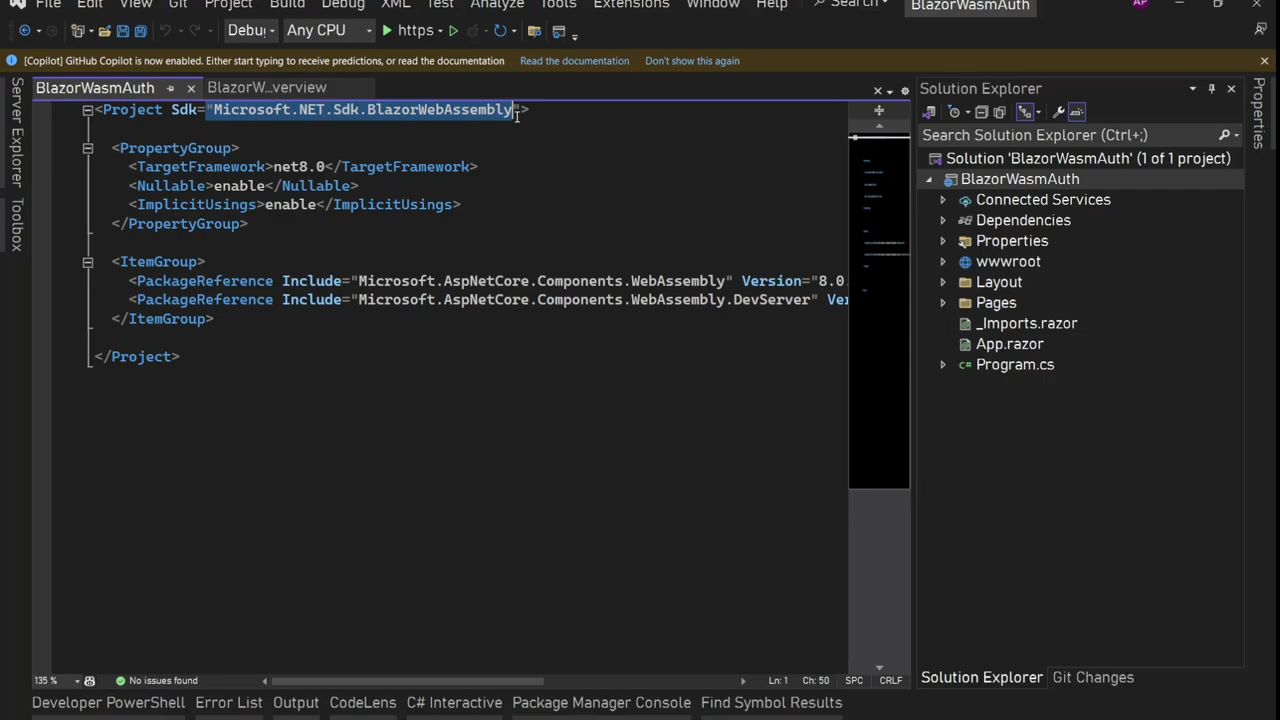 File Edit View Git Project Build Debug XML Test Analyze Tools Extensions Window Help Search BlazorWasmAuth AP
Debug Any CPU https
[Copilot] GitHub Copilot is now enabled. Either start typing to receive predictions, or read the documentation Read the documentation Don't show this again
BlazorWasmAuth BlazorW...verview
Server Explorer
Toolbox
<Project Sdk="Microsoft.NET.Sdk.BlazorWebAssembly">
<PropertyGroup>
<TargetFramework>net8.0</TargetFramework>
<Nullable>enable</Nullable>
<ImplicitUsings>enable</ImplicitUsings>
</PropertyGroup>
<ItemGroup>
<PackageReference Include="Microsoft.AspNetCore.Components.WebAssembly" Version="8.0.
<PackageReference Include="Microsoft.AspNetCore.Components.WebAssembly.DevServer" Ve
</ItemGroup>
</Project>
135 % No issues found Ln: 1 Ch: 50 SPC CRLF
Solution Explorer
Search Solution Explorer (Ctrl+;)
Solution 'BlazorWasmAuth' (1 of 1 project)
BlazorWasmAuth
Connected Services
Dependencies
Properties
wwwroot
Layout
Pages
_Imports.razor
App.razor
C# Program.cs
Solution Explorer Git Changes
Properties
Developer PowerShell Error List Output CodeLens C# Interactive Package Manager Console Find Symbol Results